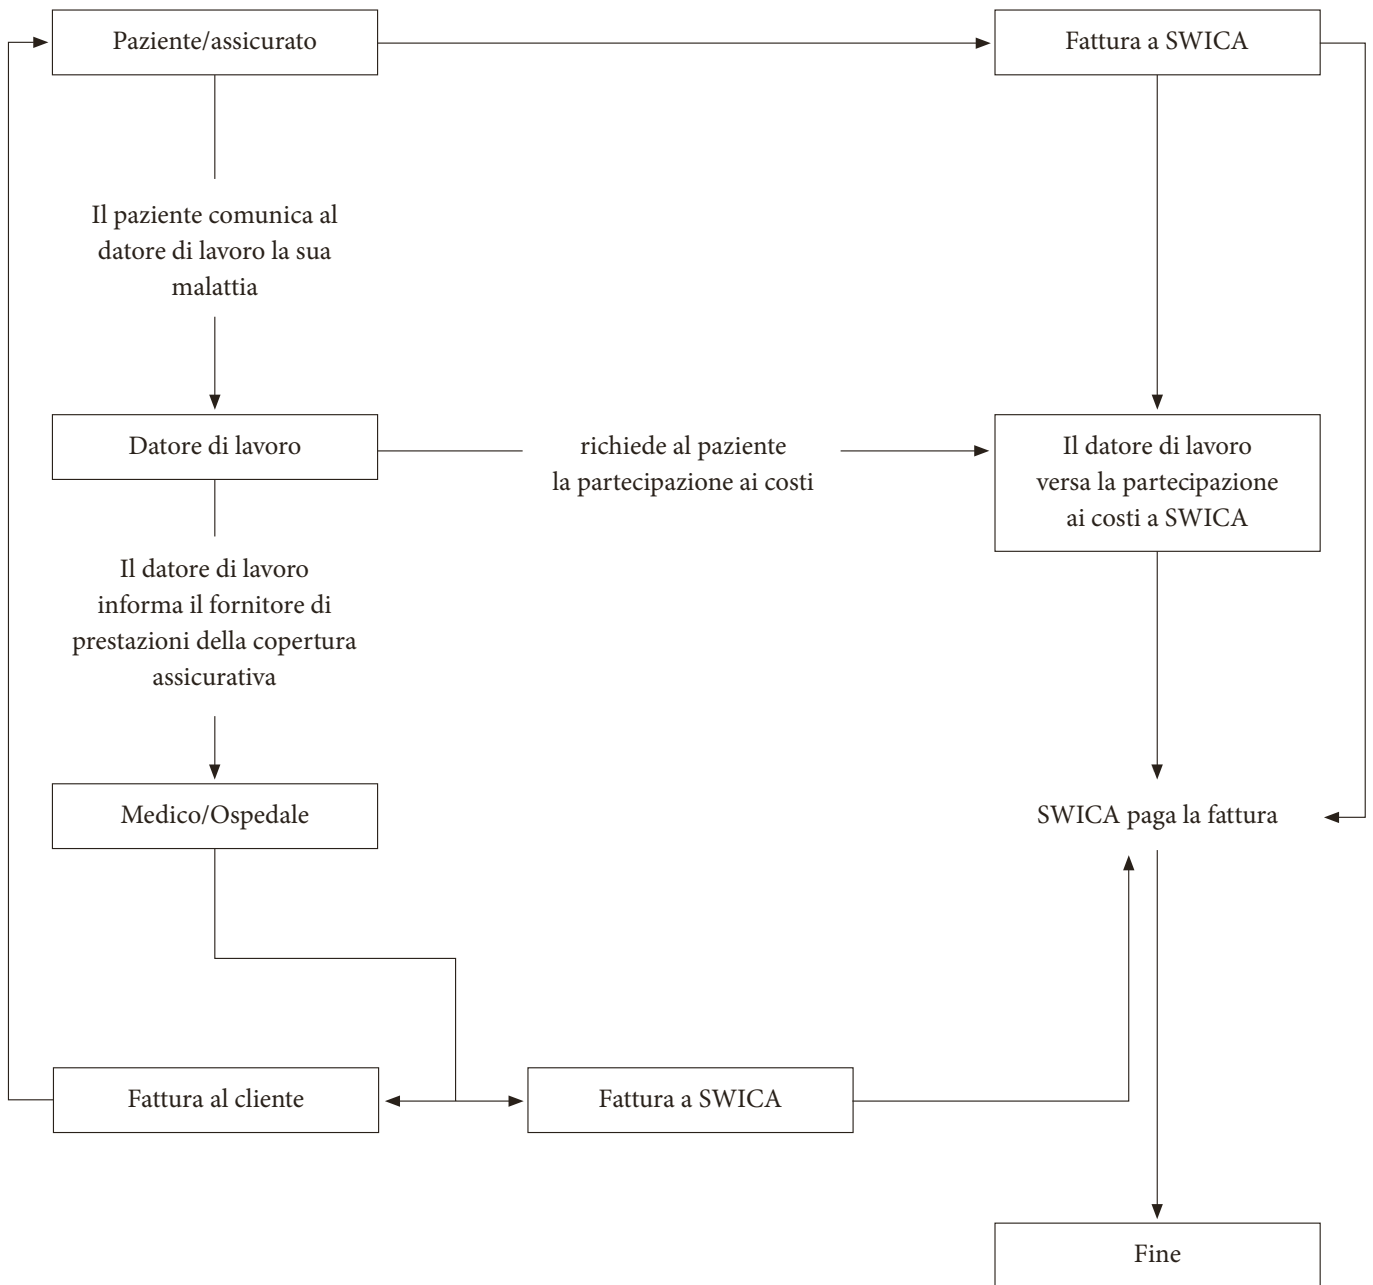 Paziente/assicurato
Fattura a SWICA
Il paziente comunica al
datore di lavoro la sua
malattia
Datore di lavoro
richiede al paziente
la partecipazione ai costi
Il datore di lavoro
versa la partecipazione
ai costi a SWICA
Il datore di lavoro
informa il fornitore di
prestazioni della copertura
assicurativa
Medico/Ospedale
SWICA paga la fattura
Fattura al cliente
Fattura a SWICA
Fine